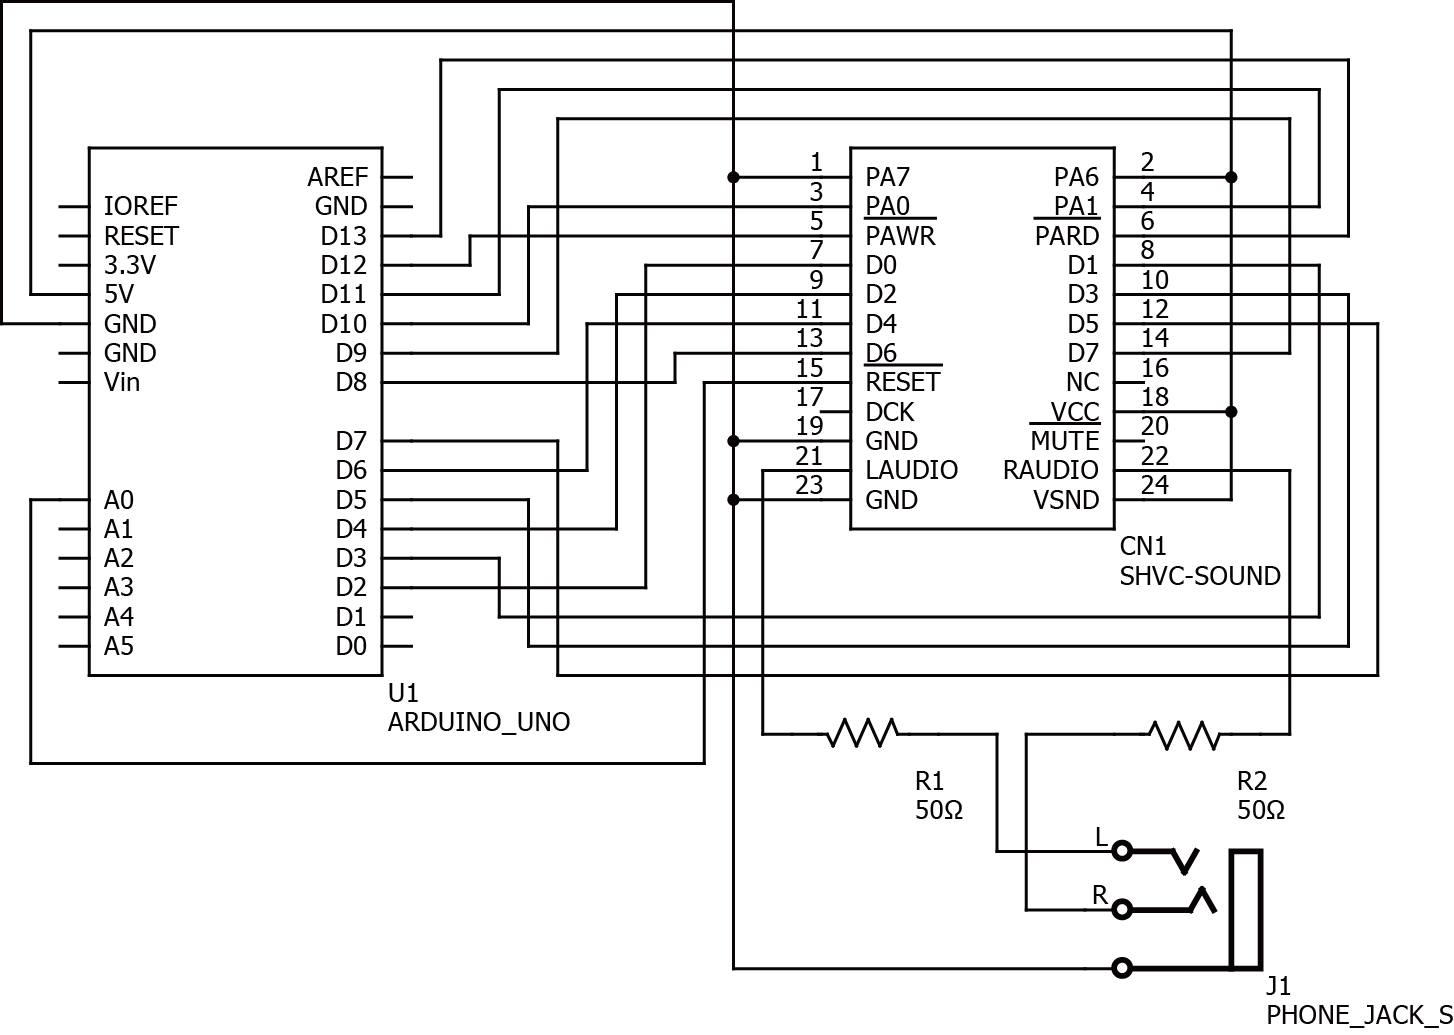 AREF
IOREF
GND
RESET
D13
3.3V
D12
5V
D11
GND
D10
GND
D9
Vin
D8
D7
D6
A0
D5
A1
D4
A2
D3
A3
D2
A4
D1
A5
D0
U1
ARDUINO_UNO
1
PA7
PA6
2
3
PA0
PA1
4
5
PAWR
PARD
6
7
D0
D1
8
9
D2
D3
10
11
D4
D5
12
13
D6
D7
14
15
RESET
NC
16
17
DCK
VCC
18
19
GND
MUTE
20
21
LAUDIO
RAUDIO
22
23
GND
VSND
24
CN1
SHVC-SOUND
R1
50Ω
R2
50Ω
L
R
J1
PHONE_JACK_S